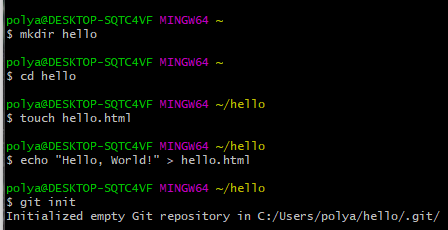 polya@DESKTOP-SQTC4VF MINGW64 ~
$ mkdir hello
polya@DESKTOP-SQTC4VF MINGW64 ~
$ cd hello
polya@DESKTOP-SQTC4VF MINGW64 ~/hello
$ touch hello.html
polya@DESKTOP-SQTC4VF MINGW64 ~/hello
$ echo "Hello, World!" > hello.html
polya@DESKTOP-SQTC4VF MINGW64 ~/hello
$ git init
Initialized empty Git repository in C:/Users/polya/hello/.git/